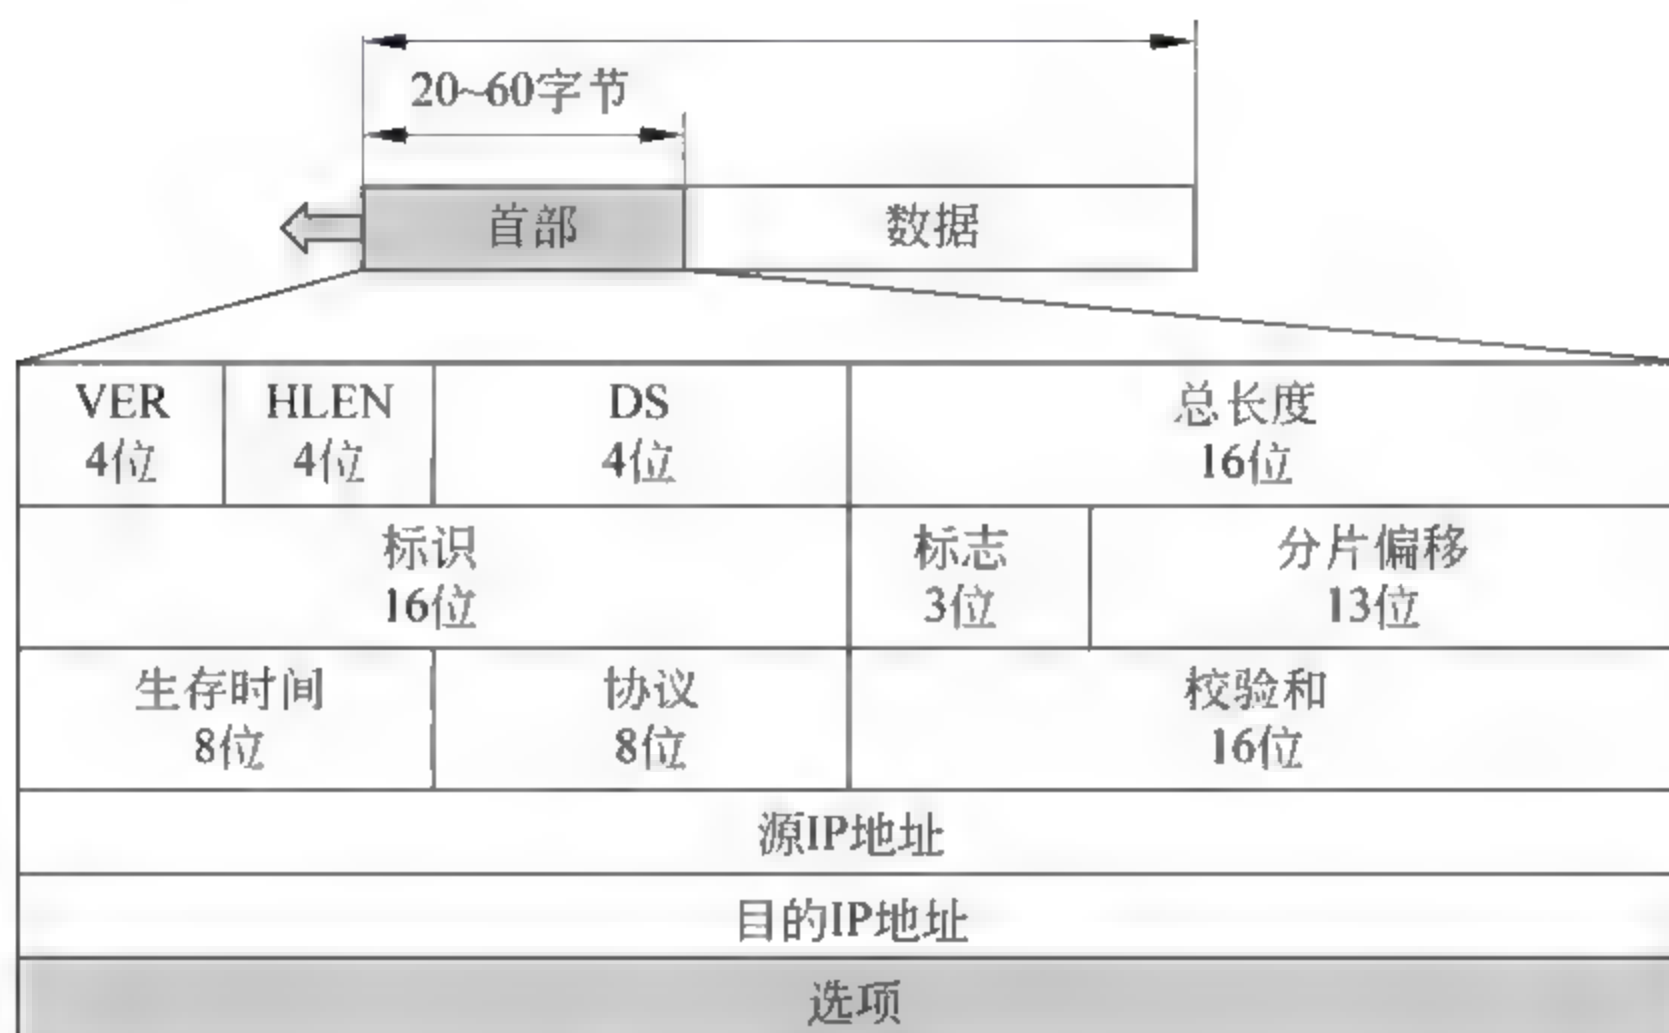 20~60字节
首部
数据
VER
4位
HLEN
4位
DS
4位
总长度
16位
标识
16位
标志
3位
分片偏移
13位
生存时间
8位
协议
8位
校验和
16位
源IP地址
目的IP地址
选项